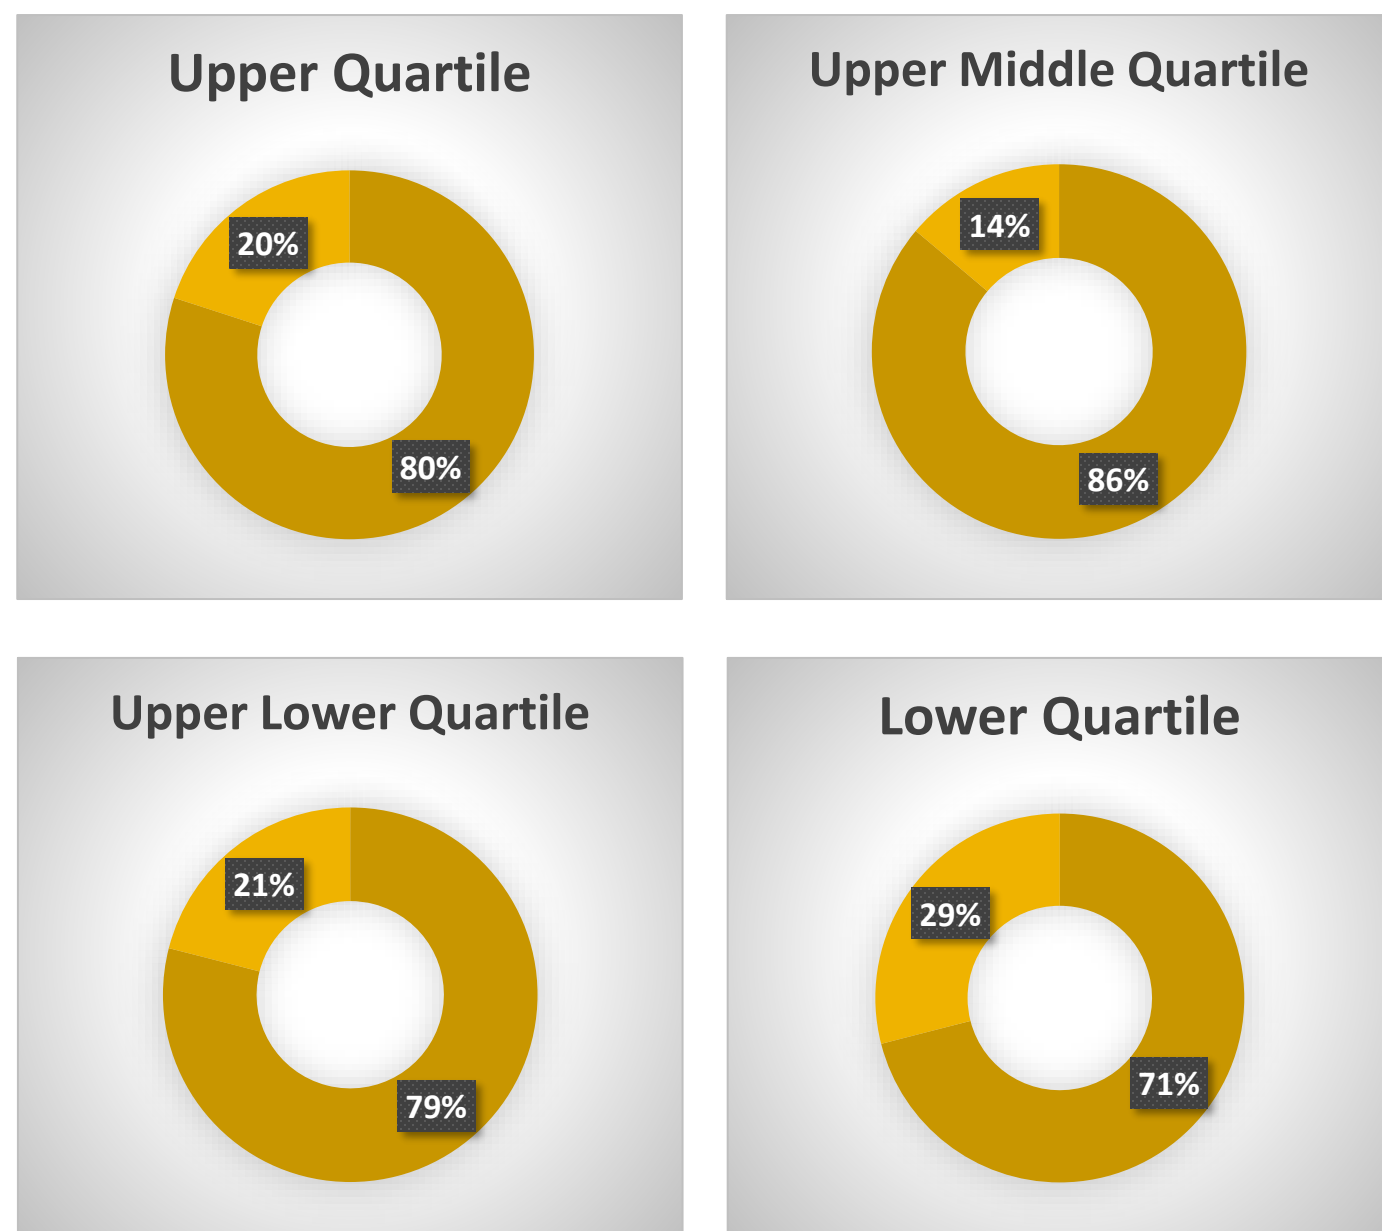 Upper Quartile
20%
80%
Upper Middle Quartile
14%
86%
Upper Lower Quartile
21%
79%
Lower Quartile
29%
71%